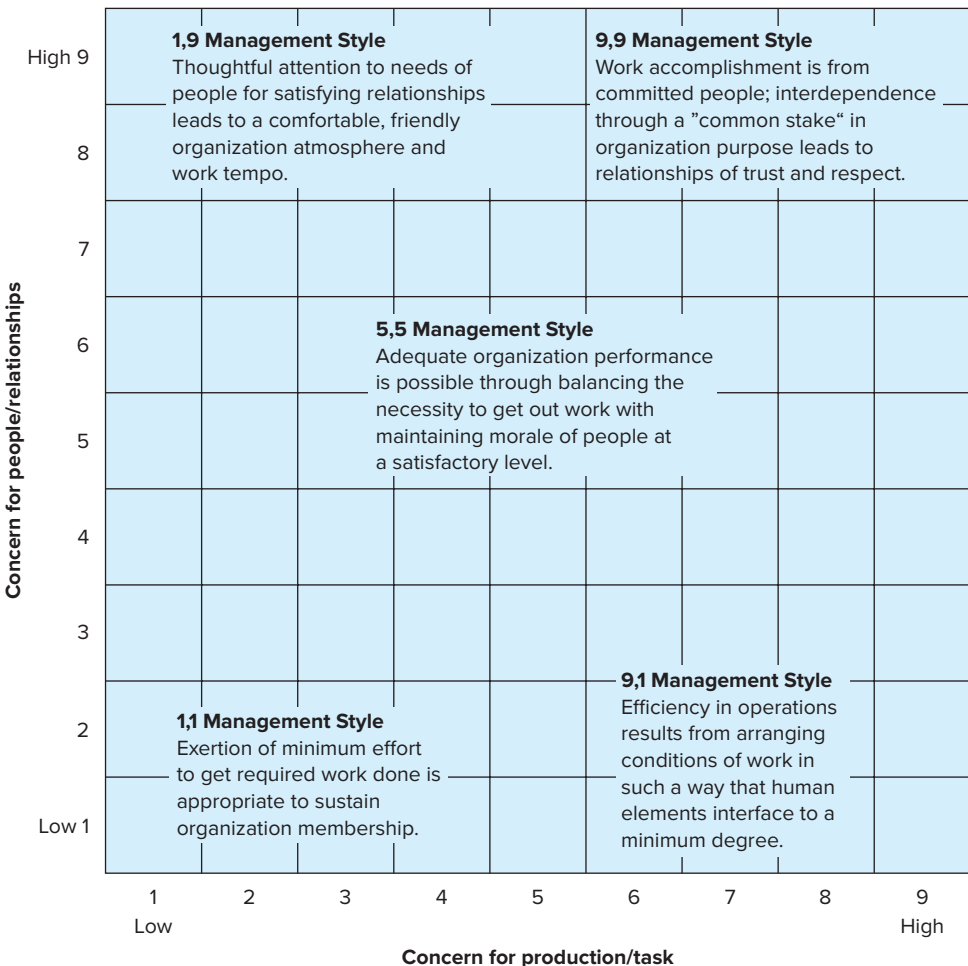 1,9 Management Style
Thoughtful attention to needs of
people for satisfying relationships
leads to a comfortable, friendly
organization atmosphere and
work tempo.
9,9 Management Style
Work accomplishment is from
committed people; interdependence
through a ”common stake“ in
organization purpose leads to
relationships of trust and respect.
5,5 Management Style
Adequate organization performance
is possible through balancing the
necessity to get out work with
maintaining morale of people at
a satisfactory level.
1,1 Management Style
Exertion of minimum effort
to get required work done is
appropriate to sustain
organization membership.
9,1 Management Style
Efficiency in operations
results from arranging
conditions of work in
such a way that human
elements interface to a
minimum degree.
Concern for people/relationships
High 9
8
7
6
5
4
3
2
Low 1
1 2 3 4 5 6 7 8 9
Low High
Concern for production/task